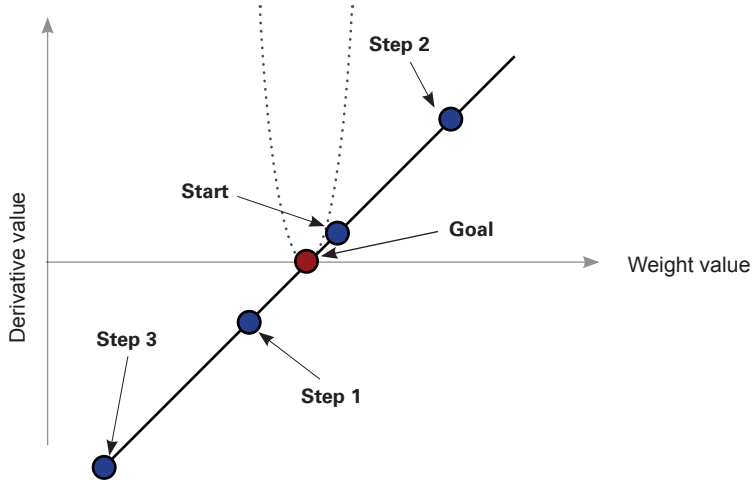 Step 2
Start
Goal
Derivative value
Weight value
Step 3
Step 1